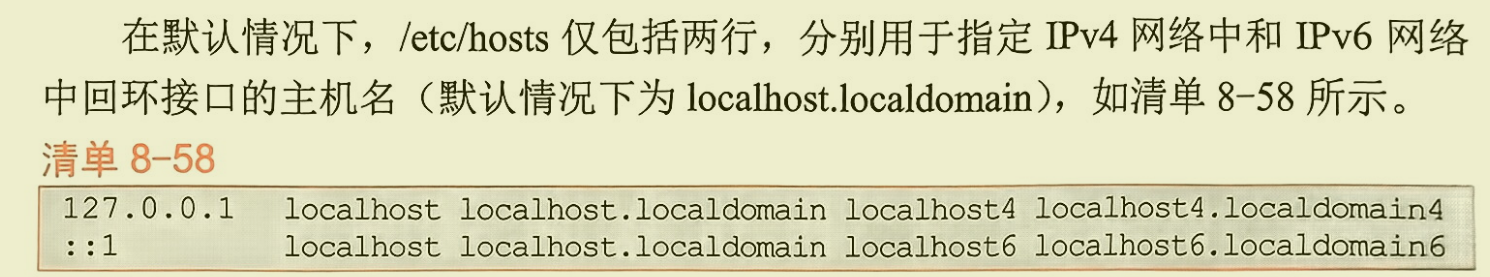 在默认情况下，/etc/hosts 仅包括两行，分别用于指定 IPv4 网络中和 IPv6 网络
中回环接口的主机名（默认情况下为 localhost.localdomain），如清单 8-58 所示。
清单 8-58
127.0.0.1 localhost localhost.localdomain localhost4 localhost4.localdomain4
::1 localhost localhost.localdomain localhost6 localhost6.localdomain6